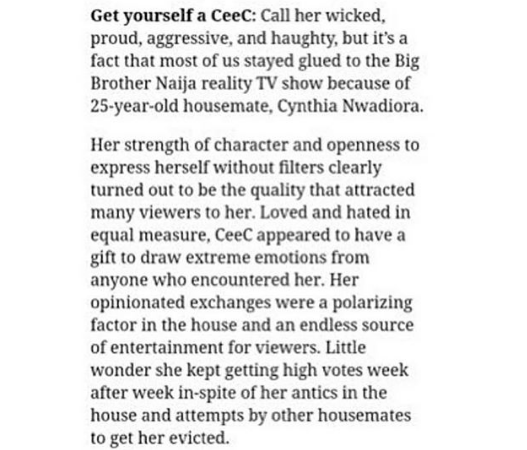 Get yourself a CeeC: Call her wicked,
proud, aggressive, and haughty, but it's a
fact that most of us stayed glued to the Big
Brother Naija reality TV show because of
25-year-old housemate, Cynthia Nwadiora.
Her strength of character and openness to
express herself without filters clearly
turned out to be the quality that attracted
many viewers to her. Loved and hated in
equal measure, CeeC appeared to have a
gift to draw extreme emotions from
anyone who encountered her. Her
opinionated exchanges were a polarizing
factor in the house and an endless source
of entertainment for viewers. Little
wonder she kept getting high votes week
after week in-spite of her antics in the
house and attempts by other housemates
to get her evicted.